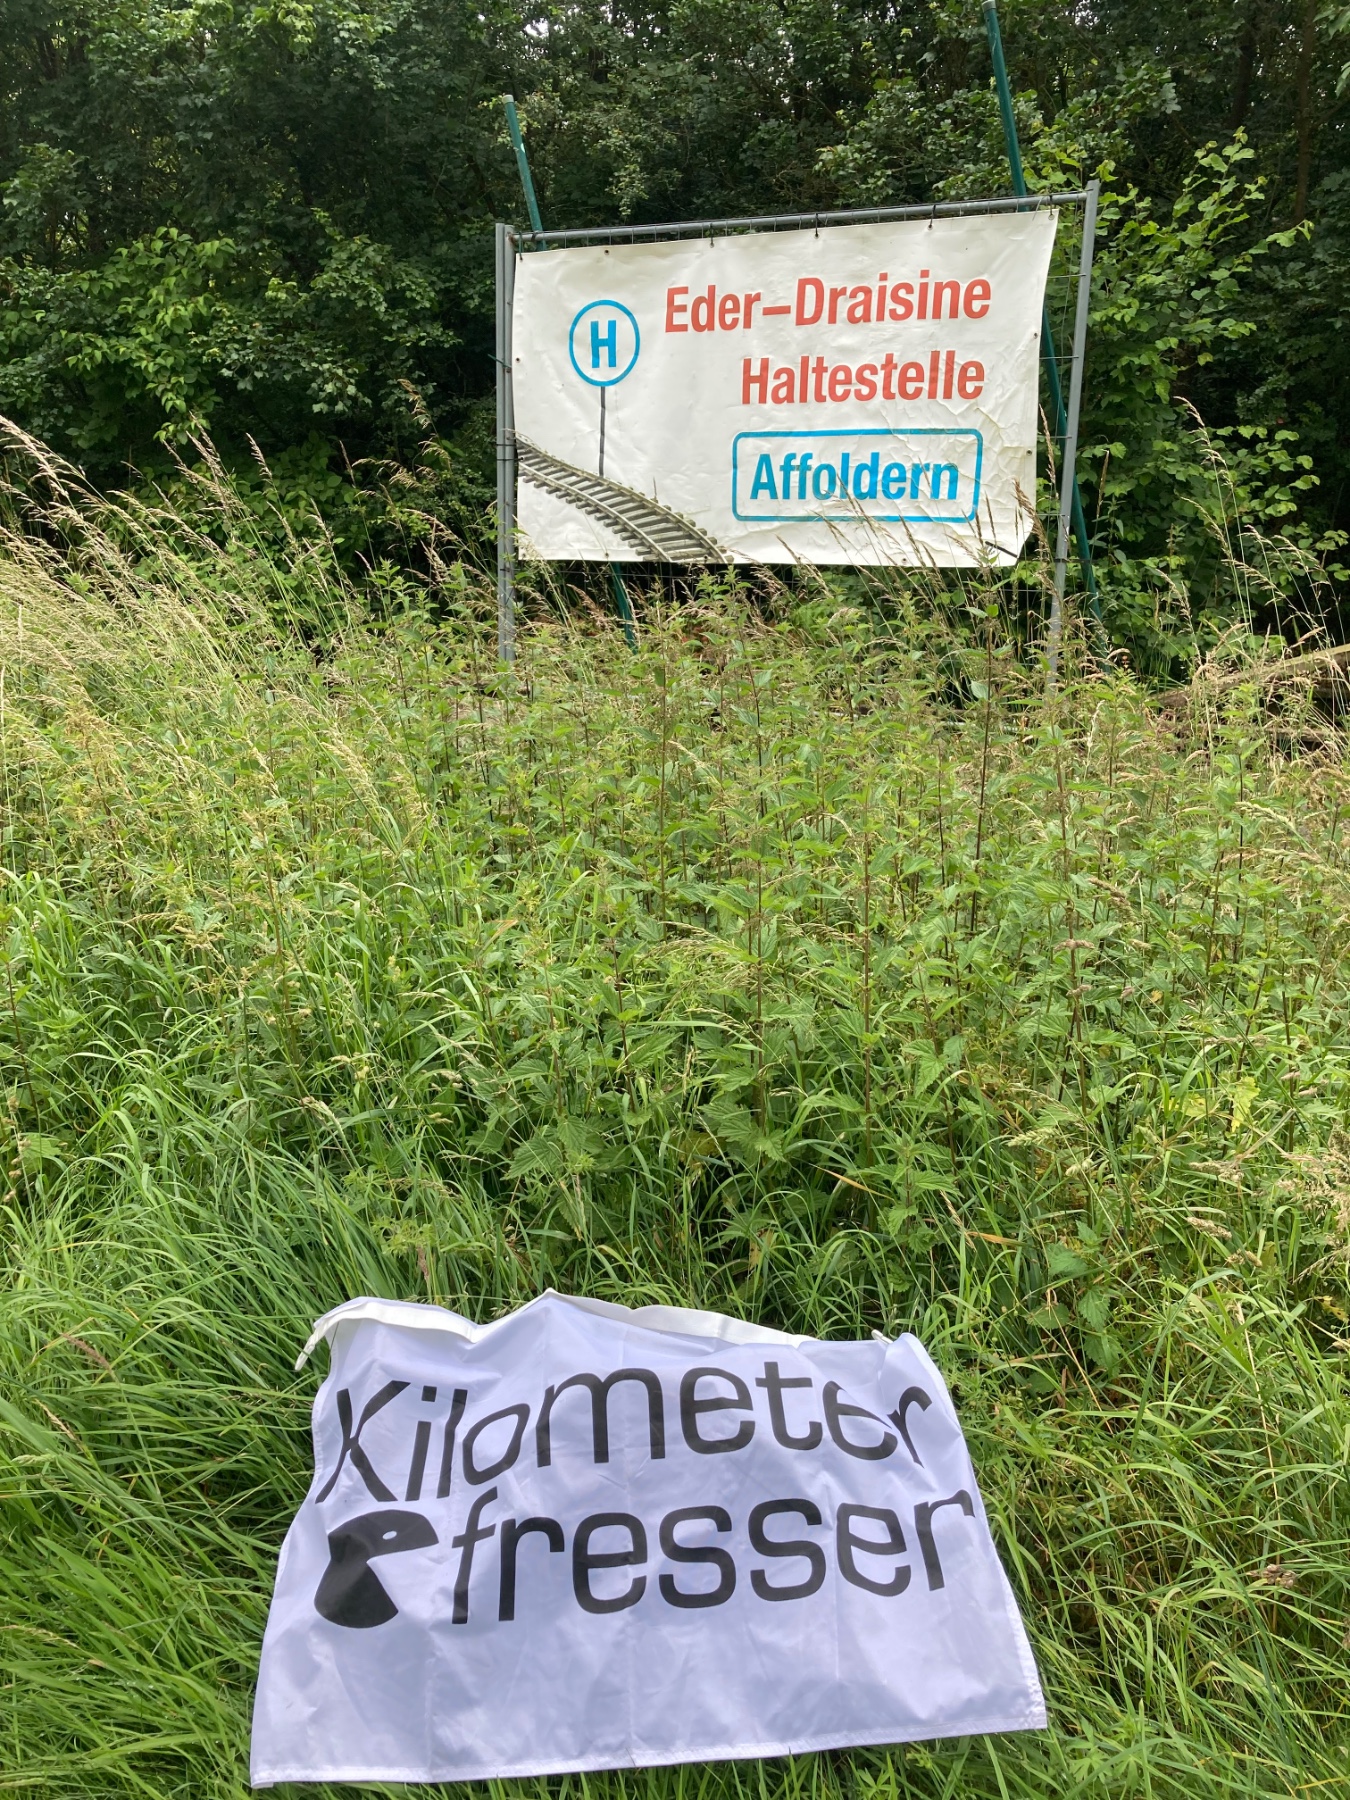 H
Eder-Draisine
Haltestelle
Affoldern
Kilometer
fresser